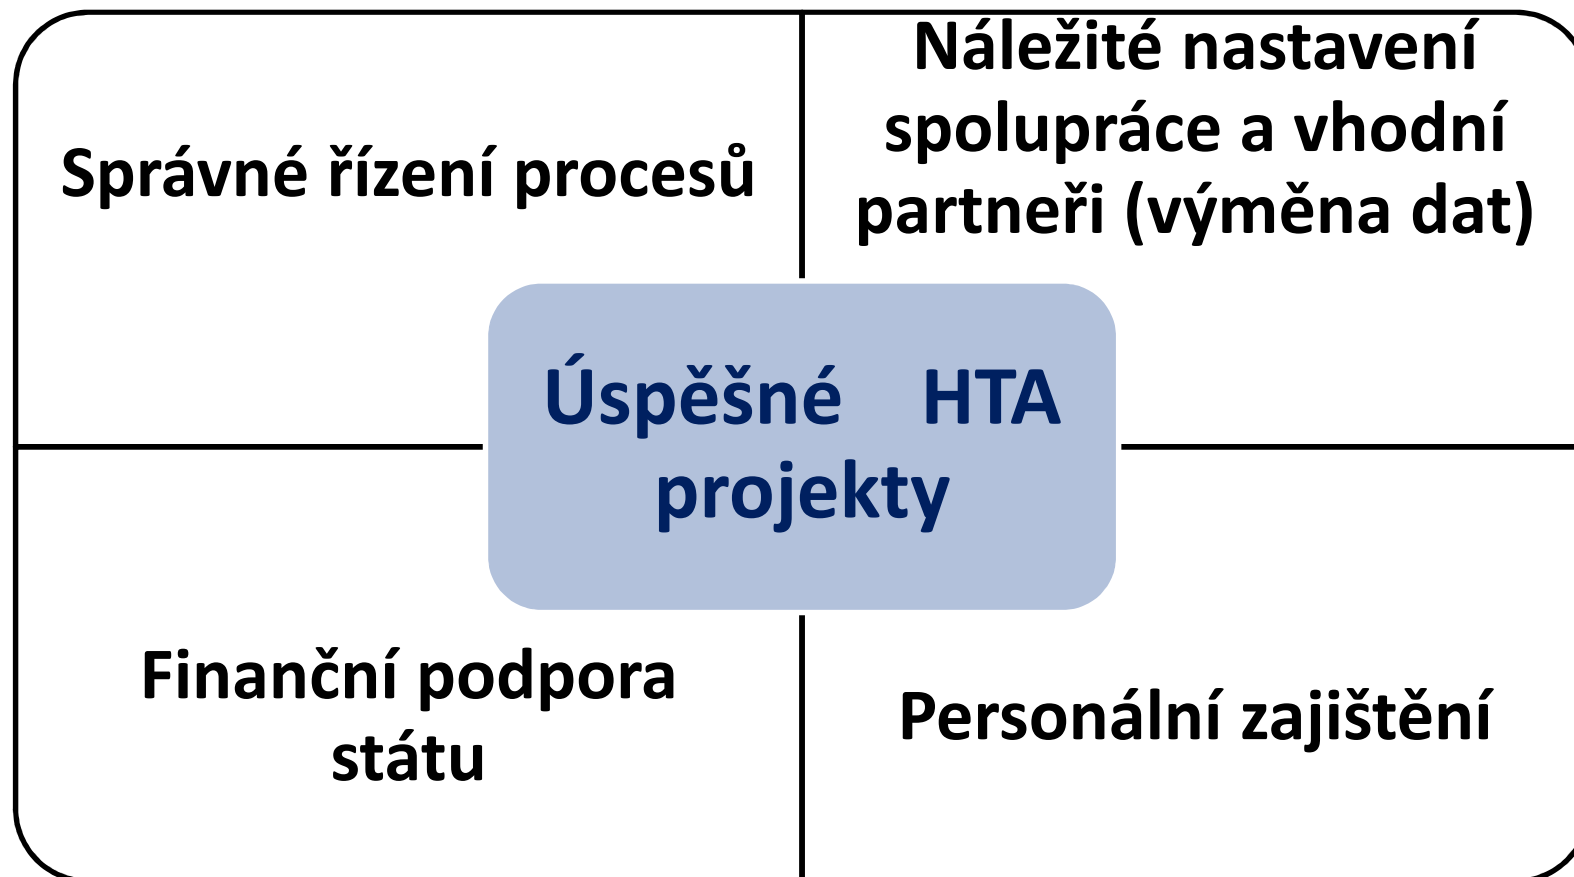 Správné řízení procesů
Náležité nastavení
spolupráce a vhodní
partneři (výměna dat)
Úspěšné HTA
projekty
Finanční podpora
státu
Personální zajištění